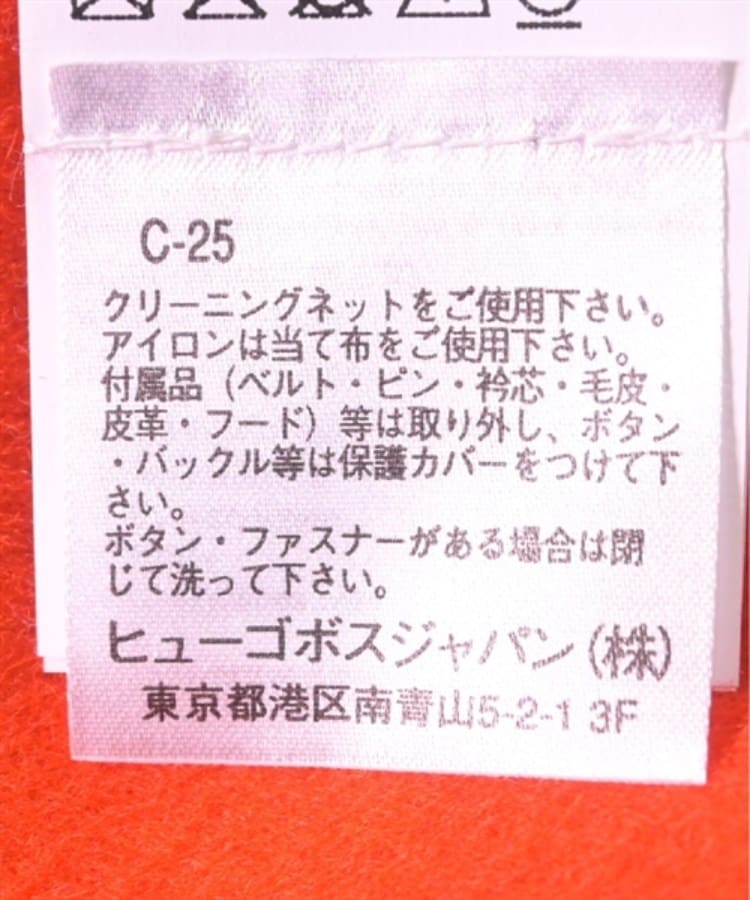 C-25
クリーニングネットをご使用下さい。
アイロンは当て布をご使用下さい。
付属品（ベルト・ピン・衿芯・毛皮・
皮革・フード）等は取り外し、ボタン
・バックル等は保護カバーをつけて下
さい。
ボタン・ファスナーがある場合は閉
じて洗って下さい。
ヒューゴボスジャパン(株)
東京都港区南青山5-2-1 3F